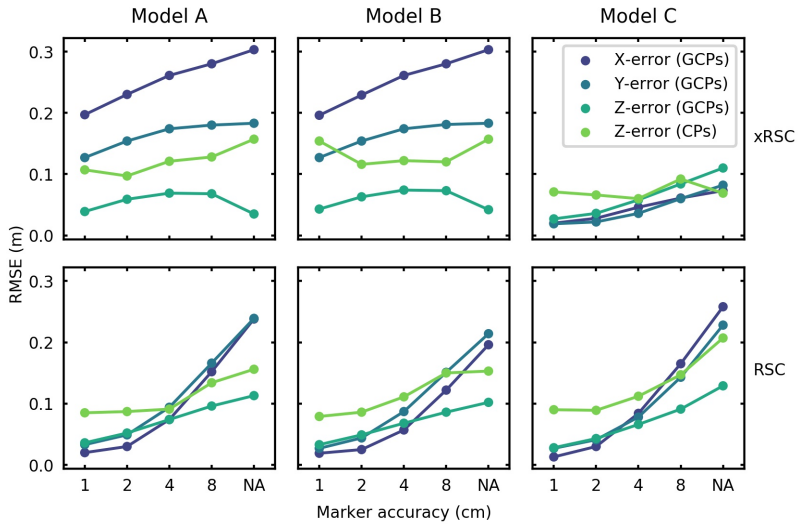 Model A Model B Model C
0.3
0.2
0.1
0.0
X-error (GCPs)
Y-error (GCPs)
Z-error (GCPs)
Z-error (CPs)
xRSC
RMSE (m)
0.3
0.2
0.1
0.0
RSC
1 2 4 8 NA 1 2 4 8 NA 1 2 4 8 NA
Marker accuracy (cm)